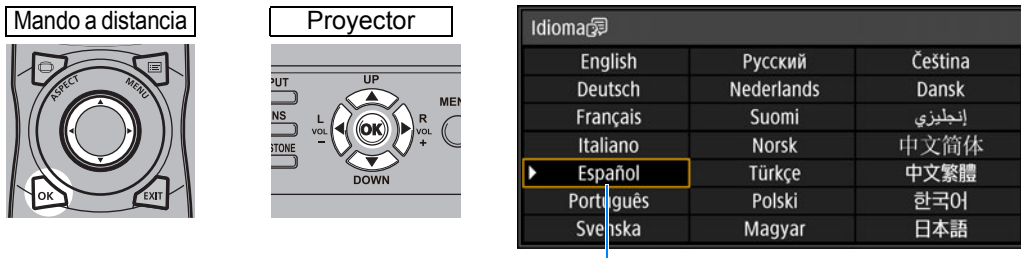 Mando a distancia
ASPECT
MENU
OK
EXIT
Proyector
PUT
UP
MEN
NS
L
VOL
–
OK
R
VOL
+
STONE
DOWN
Idioma
English Русский Čeština
Deutsch Nederlands Dansk
Français Suomi إنجليزي
Italiano Norsk 中文简体
Español Türkçe 中文繁體
Português Polski 한국어
Svenska Magyar 日本語